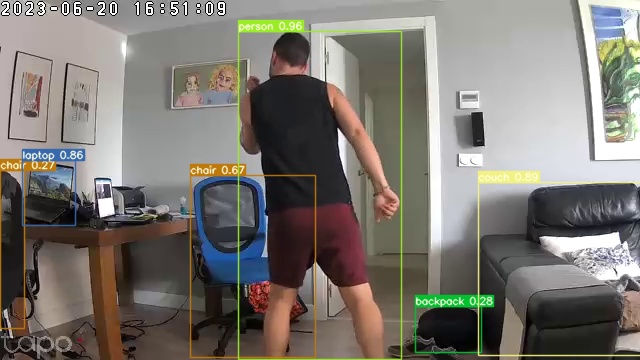 2023-06-20 16:51:09
person 0.96
laptop 0.86
chair 0.27
chair 0.67
couch 0.89
backpack 0.28
tapo